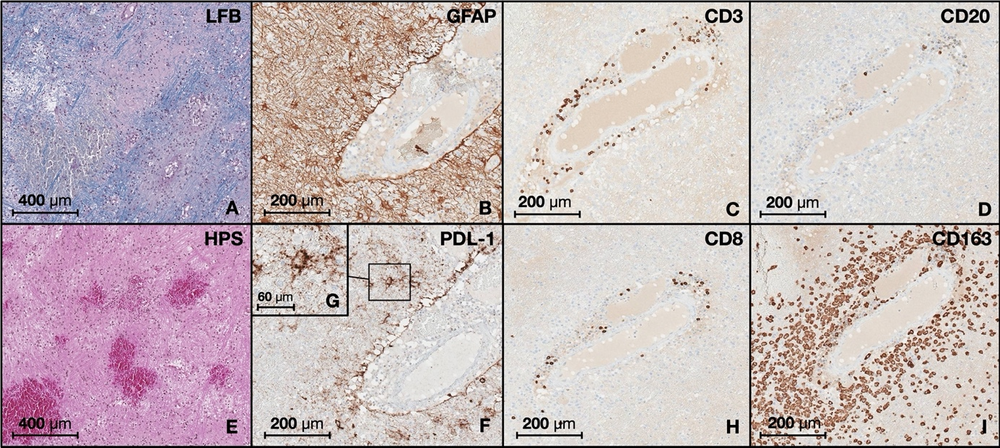 LFB
400 µm
A
GFAP
200 µm
B
CD3
200 µm
C
CD20
200 µm
D
HPS
400 µm
E
PDL-1
60 µm
G
200 µm
F
CD8
200 µm
H
CD163
200 µm
I